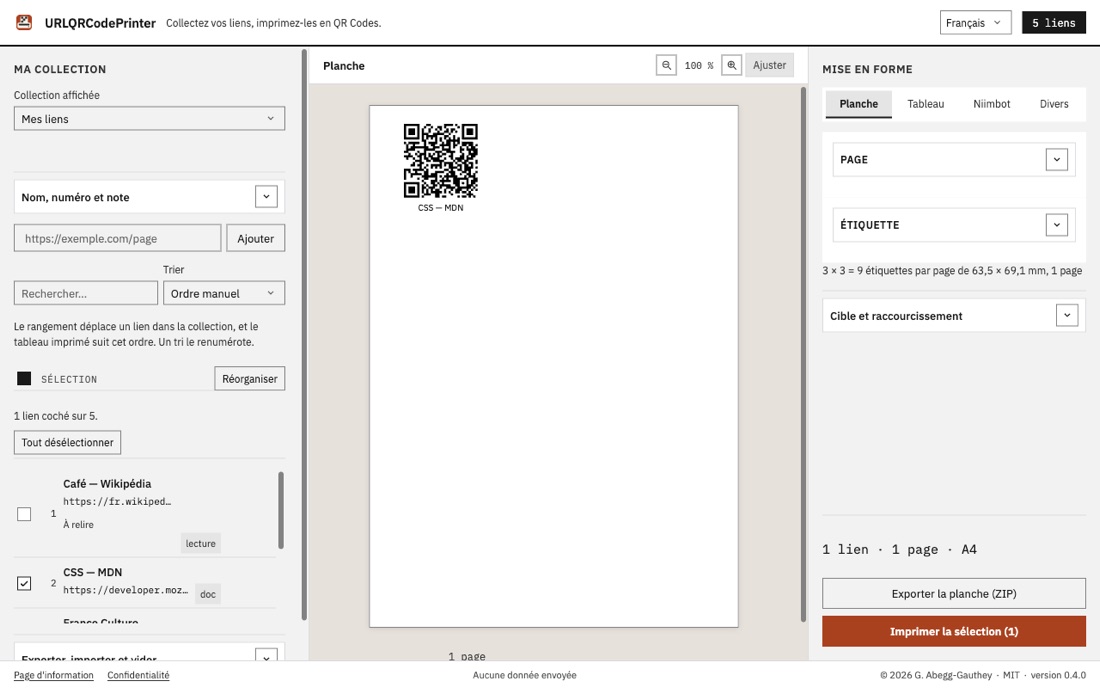 URLQRCodePrinter
Collectez vos liens, imprimez-les en QR Codes.
Français
5 liens
MA COLLECTION
Collection affichée
Mes liens
Nom, numéro et note
https://exemple.com/page
Ajouter
Trier
Rechercher…
Ordre manuel
Le rangement déplace un lien dans la collection, et le
tableau imprimé suit cet ordre. Un tri le renumérote.
SÉLECTION
Réorganiser
1 lien coché sur 5.
Tout désélectionner
Café — Wikipédia
1
https://fr.wikiped…
À relire
lecture
CSS — MDN
2
https://developer.moz…
doc
France Culture
Exporter, importer et vider
Planche
100 %
Ajuster
CSS — MDN
1 page
MISE EN FORME
Planche
Tableau
Niimbot
Divers
PAGE
ÉTIQUETTE
3 × 3 = 9 étiquettes par page de 63,5 × 69,1 mm, 1 page
Cible et raccourcissement
1 lien · 1 page · A4
Exporter la planche (ZIP)
Imprimer la sélection (1)
Page d'information
Confidentialité
Aucune donnée envoyée
© 2026 G. Abegg-Gauthey · MIT · version 0.4.0